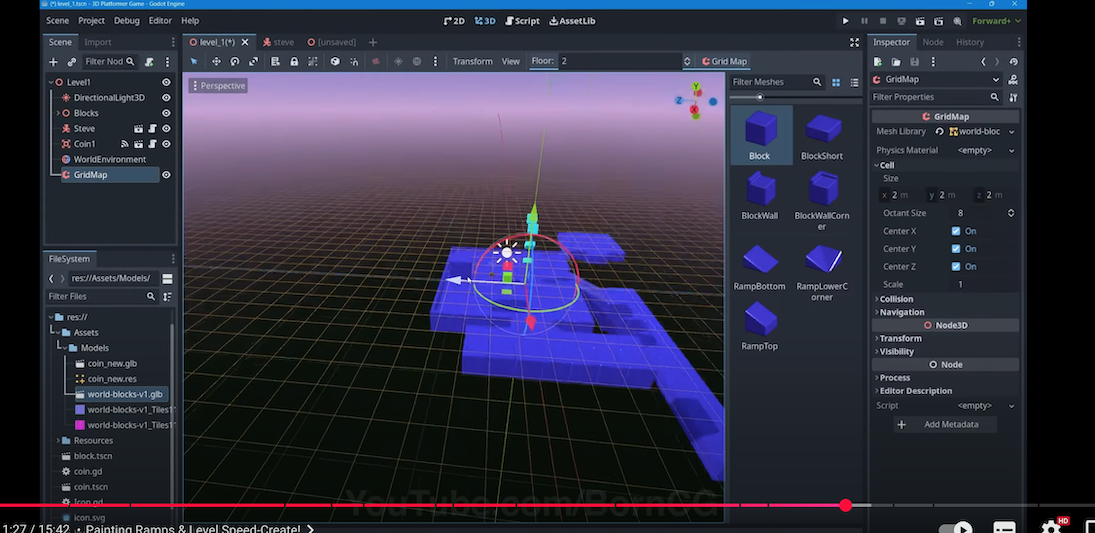 (*) level_1.tscn - 3D Platformer Game - Godot Engine
Scene Project Debug Editor Help
2D 3D Script AssetLib
Forward+
Scene Import
level_1(*) steve [unsaved]
Inspector Node History
Filter Nod
Transform View Floor: 2 Grid Map
Level1
DirectionalLight3D
Blocks
Steve
Coin1
WorldEnvironment
GridMap
Perspective
Y
Z
X
Filter Meshes
Block
BlockShort
BlockWall
BlockWallCorn
er
RampBottom
RampLowerC
orner
RampTop
GridMap
Filter Properties
GridMap
Mesh Library world-bloc
Physics Material <empty>
Cell
Size
x 2 m y 2 m z 2 m
Octant Size 8
Center X On
Center Y On
Center Z On
Scale 1
Collision
Navigation
Node3D
Transform
Visibility
Node
Process
Editor Description
Script <empty>
Add Metadata
FileSystem
res://Assets/Models/
Filter Files
res://
Assets
Models
coin_new.glb
coin_new.res
world-blocks-v1.glb
world-blocks-v1_Tiles1
world-blocks-v1_Tiles1
Resources
block.tscn
coin.gd
coin.tscn
Icon.gd
icon.svg
YouTube.com/BornCG
1:27 / 15:42 • Painting Ramps & Level Speed-Create!
HD